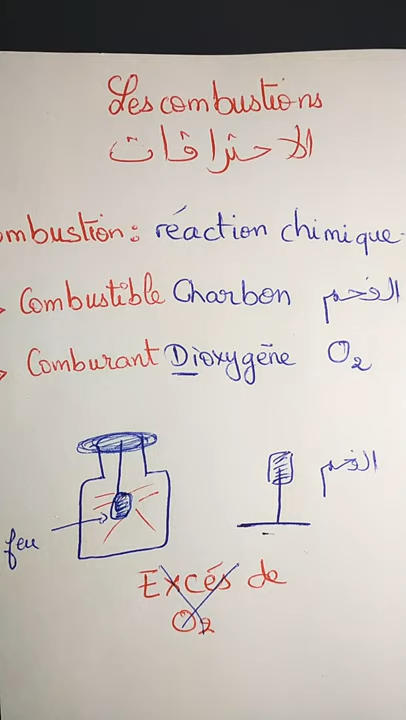 Les combustions
الاحتراقات
ombustion : réaction chimique
Combustible Charbon الفحم
Comburant Dioxygène O₂
feu
الفحم
Excés de
O₂